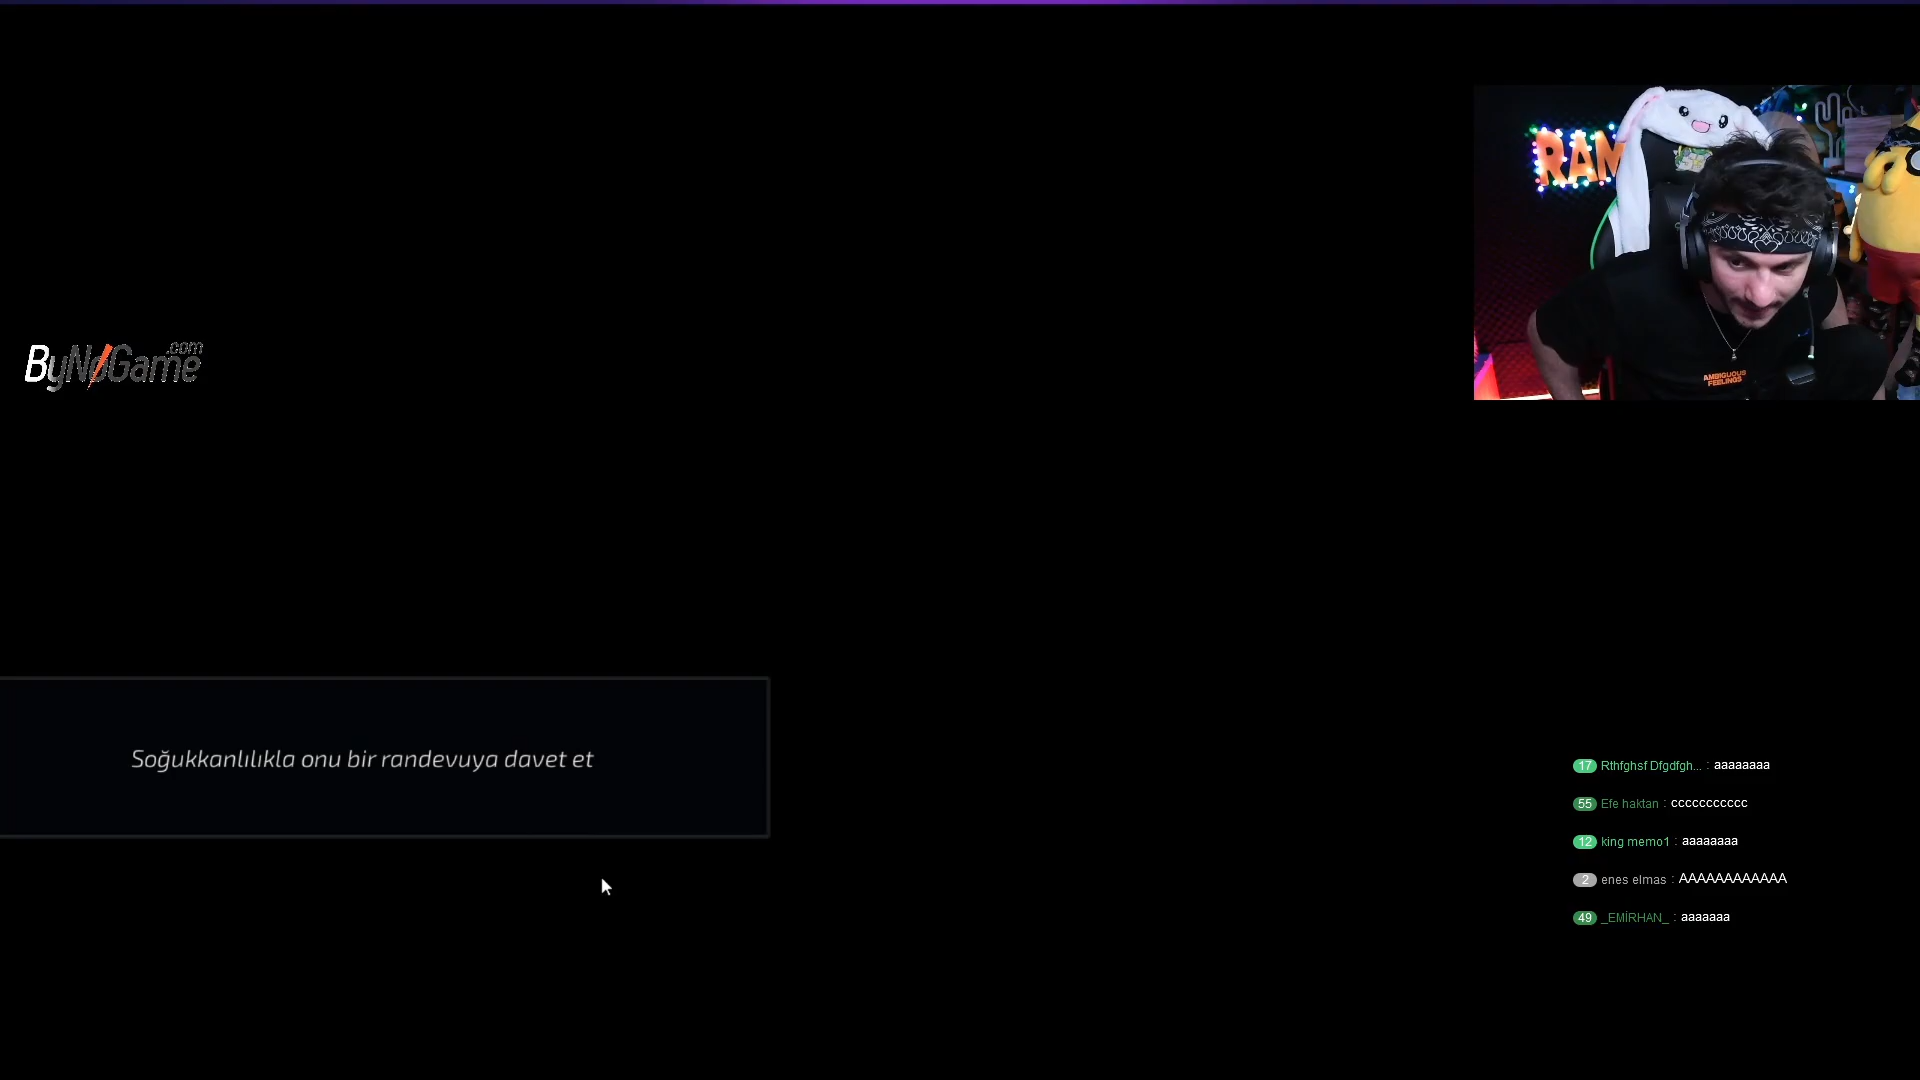 RAM
ByNoGame
.com
AMBIGUOUS
FEELINGS
Soğukkanlılıkla onu bir randevuya davet et
17 Rthfghsf Dfgdfgh... : aaaaaaaa
55 Efe haktan : ccccccccccc
12 king memo1 : aaaaaaaa
2 enes elmas : AAAAAAAAAAAA
49 _EMİRHAN_ : aaaaaaa